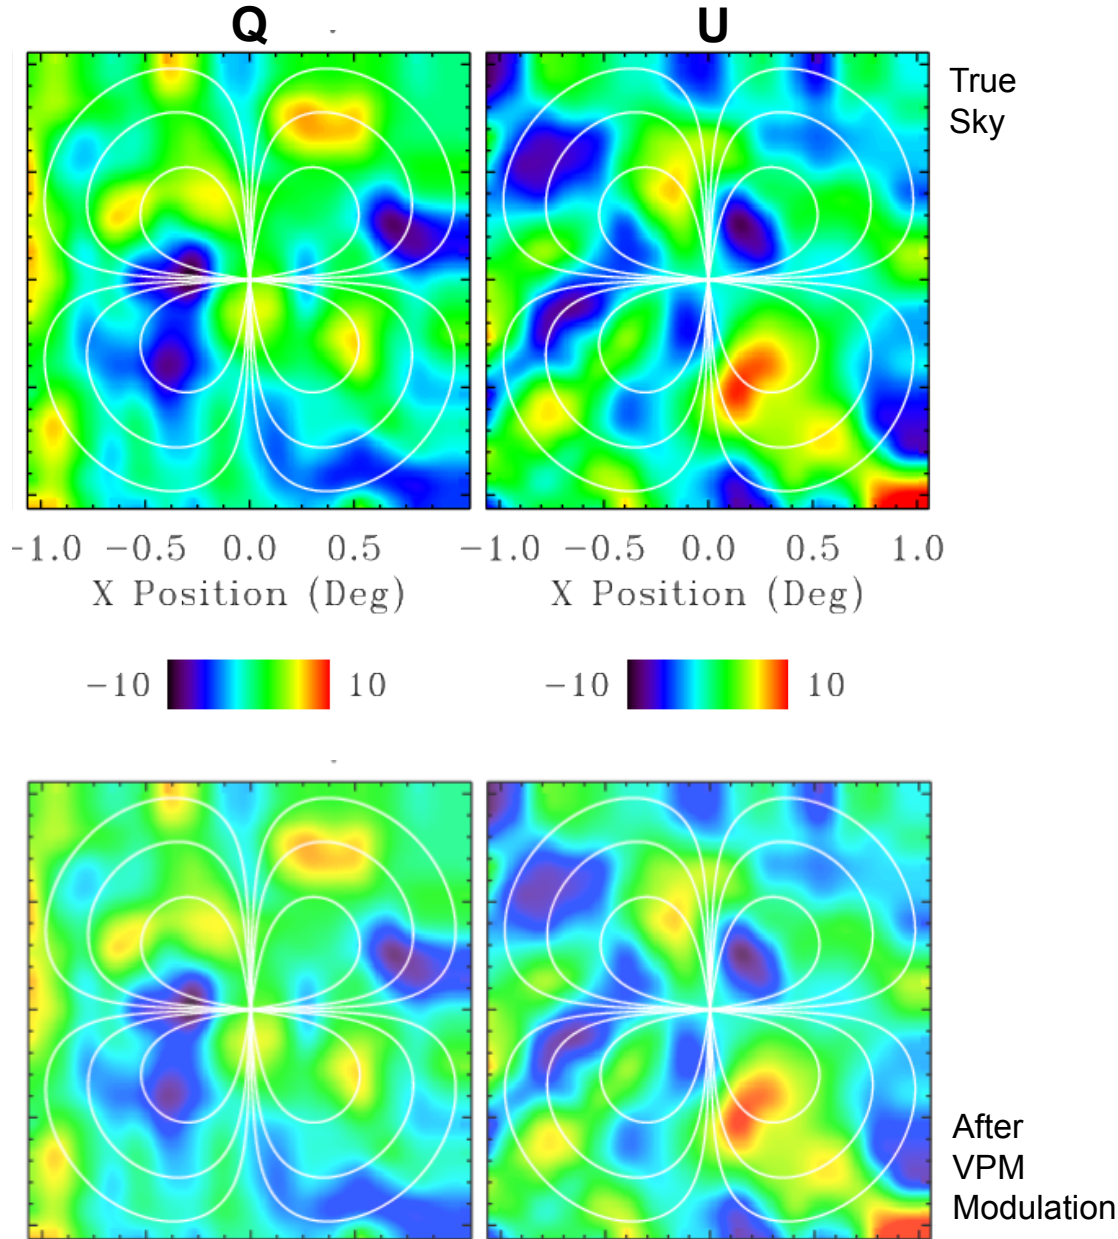 Q U
True
Sky
-1.0 -0.5 0.0 0.5 -1.0 -0.5 0.0 0.5 1.0
X Position (Deg) X Position (Deg)
-10 10 -10 10
After
VPM
Modulation